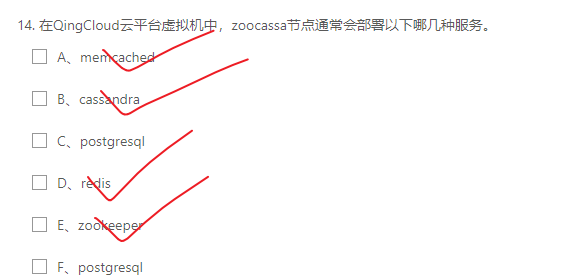 14. 在QingCloud云平台虚拟机中，zoocassa节点通常会部署以下哪几种服务。
A、memcached
B、cassandra
C、postgresql
D、redis
E、zookeeper
F、postgresql